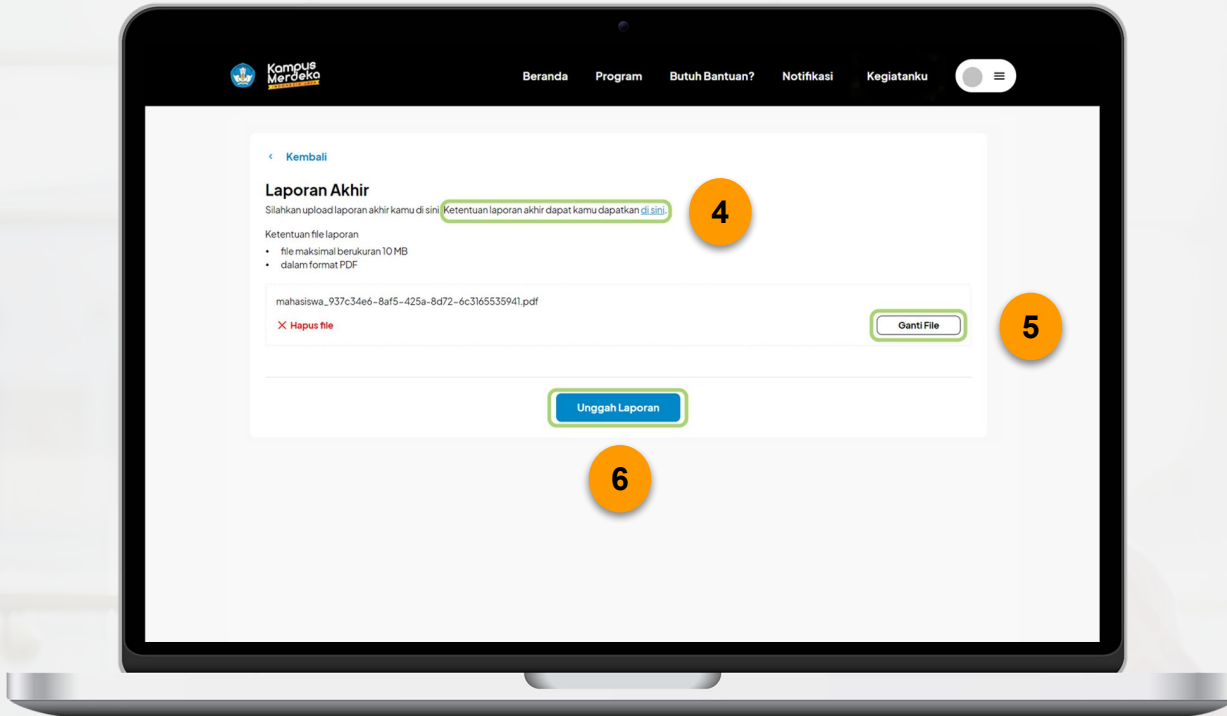 Kampus
Merdeka
INDONESIA JAYA
Beranda
Program
Butuh Bantuan?
Notifikasi
Kegiatanku
Kembali
Laporan Akhir
Silahkan upload laporan akhir kamu di sini Ketentuan laporan akhir dapat kamu dapatkan di sini.
4
Ketentuan file laporan
• file maksimal berukuran 10 MB
• dalam format PDF
mahasiswa_937c34e6-8af5-425a-8d72-6c3165535941.pdf
Hapus file
Ganti File
5
Unggah Laporan
6